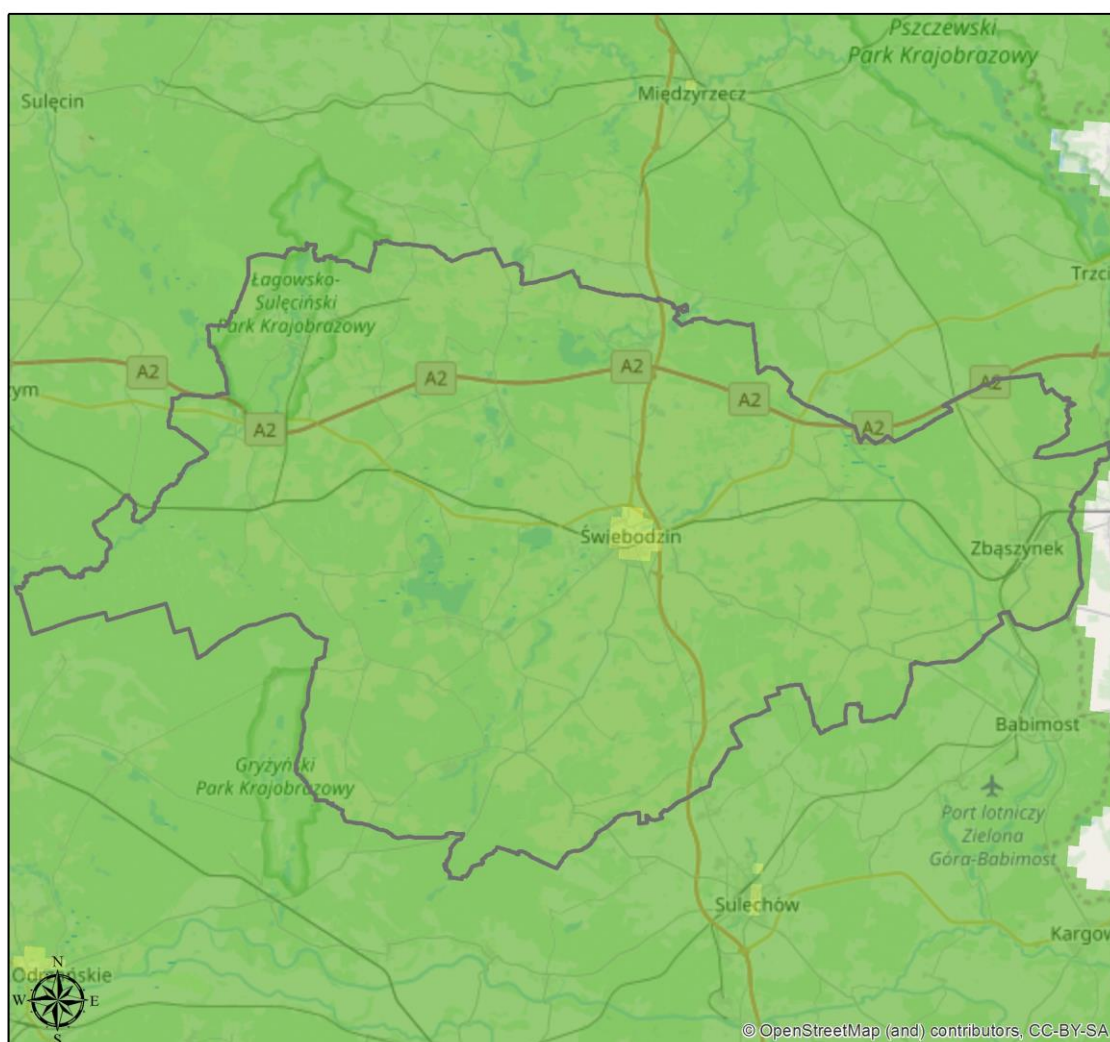 Pszczewski
Park Krajobrazowy
Sulęcin
Międzyrzecz
Łagowsko-
Sulęciński
Park Krajobrazowy
Trzci
A2
A2
A2
A2
A2
A2
A2
ym
Świebodzin
Zbąszynek
Babimost
Gryżyński
Park Krajobrazowy
Port lotniczy
Zielona
Góra-Babimost
Sulechów
Kargow
N
W E
S
© OpenStreetMap (and) contributors, CC-BY-SA